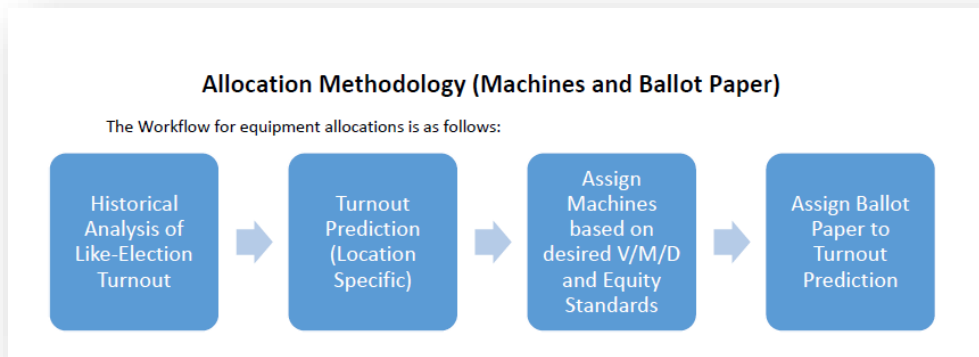 Allocation Methodology (Machines and Ballot Paper)
The Workflow for equipment allocations is as follows:
Historical
Analysis of
Like-Election
Turnout
Turnout
Prediction
(Location
Specific)
Assign
Machines
based on
desired V/M/D
and Equity
Standards
Assign Ballot
Paper to
Turnout
Prediction